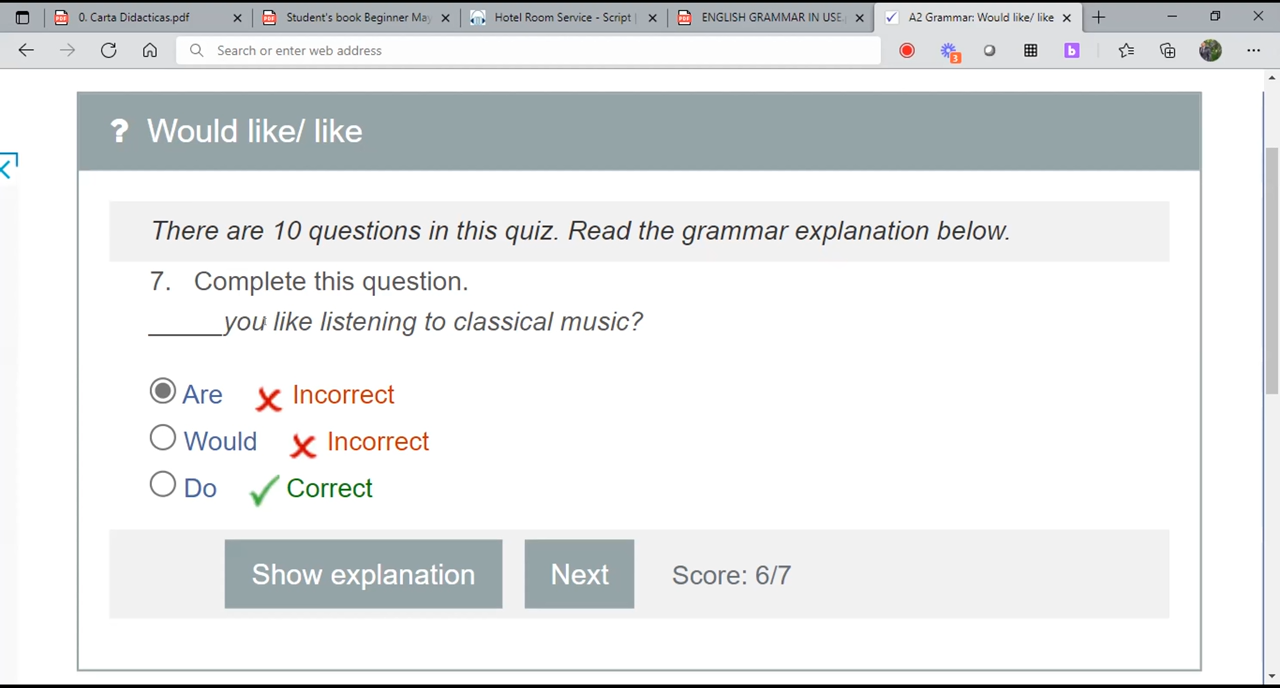 0. Carta Didacticas.pdf
Student's book Beginner Ma
Hotel Room Service - Script
ENGLISH GRAMMAR IN USE
A2 Grammar: Would like/ like
Search or enter web address
3
b
? Would like/ like
There are 10 questions in this quiz. Read the grammar explanation below.
7. Complete this question.
_____you like listening to classical music?
Are Incorrect
Would Incorrect
Do Correct
Show explanation Next Score: 6/7